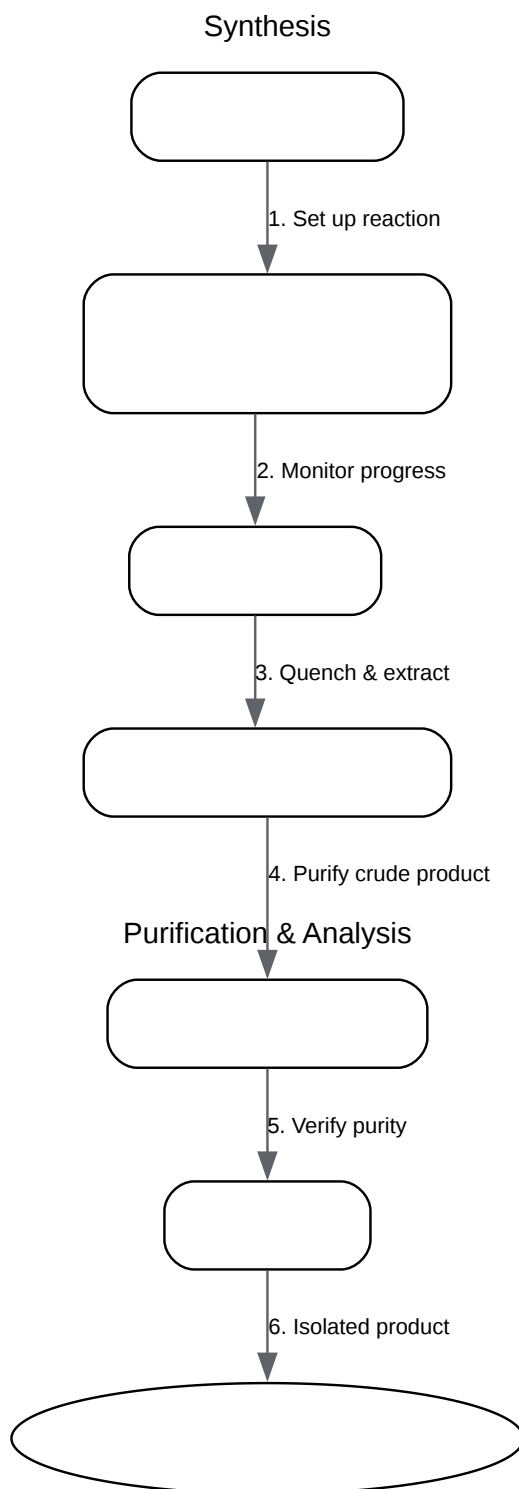 Synthesis
1. Set up reaction
2. Monitor progress
3. Quench & extract
4. Purify crude product
Purification & Analysis
5. Verify purity
6. Isolated product